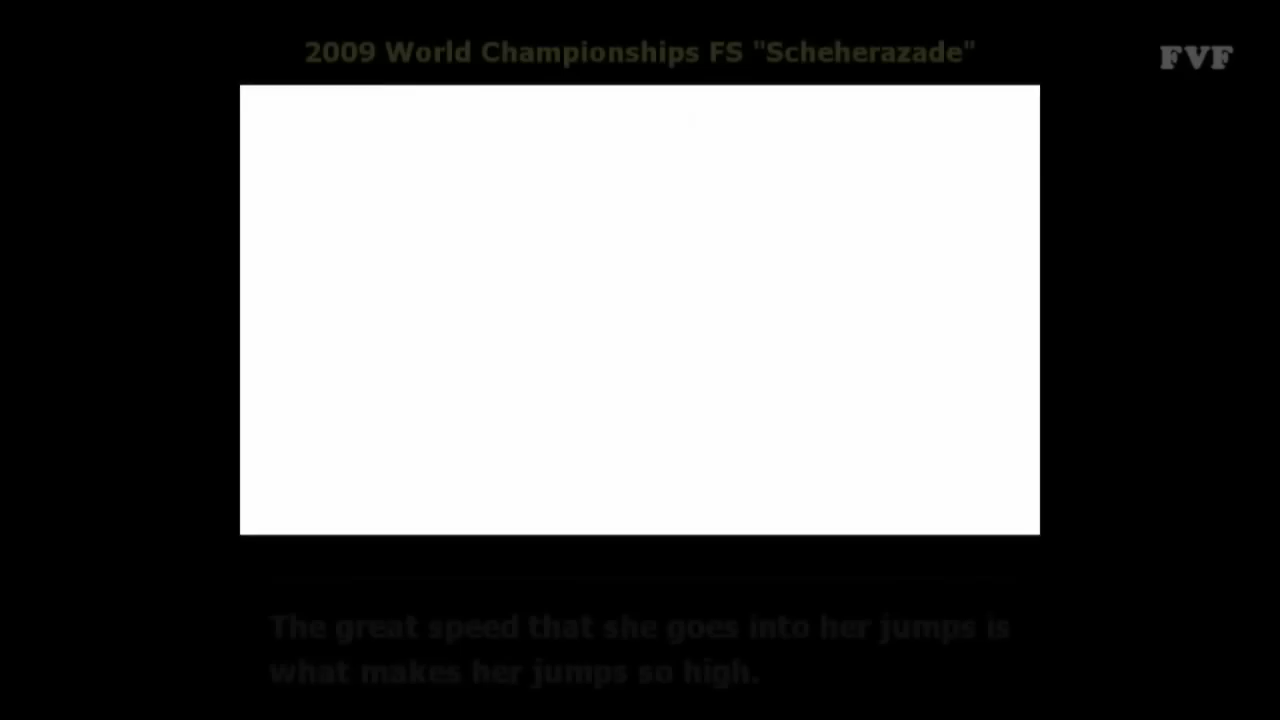 2009 World Championships FS "Scheherazade"
FVF
The great speed that she goes into her jumps is
what makes her jumps so high.